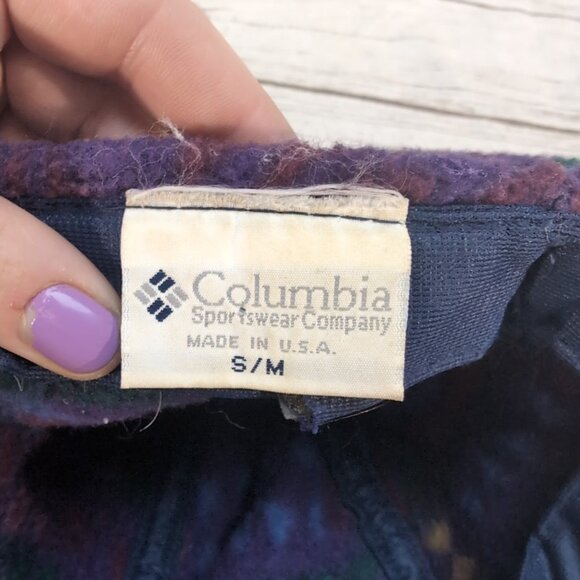 Columbia
Sportswear Company
MADE IN U.S.A.
S/M